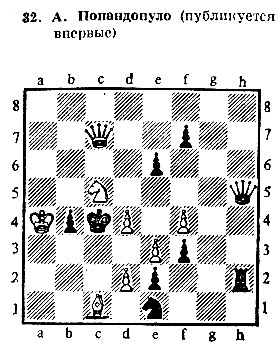 32. А. Попандопуло (публикуется
впервые)
a b c d e f g h
8 8
7 7
6 6
5 5
4 4
3 3
2 2
1 1
a b c d e f g h